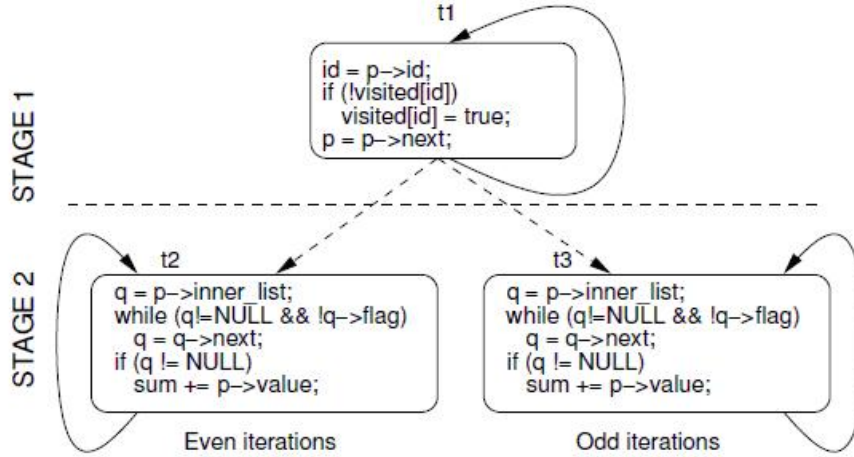 STAGE 1
t1
id = p->id;
if (!visited[id])
visited[id] = true;
p = p->next;
STAGE 2
t2
q = p->inner_list;
while (q!=NULL && !q->flag)
q = q->next;
if (q != NULL)
sum += p->value;
Even iterations
t3
q = p->inner_list;
while (q!=NULL && !q->flag)
q = q->next;
if (q != NULL)
sum += p->value;
Odd iterations